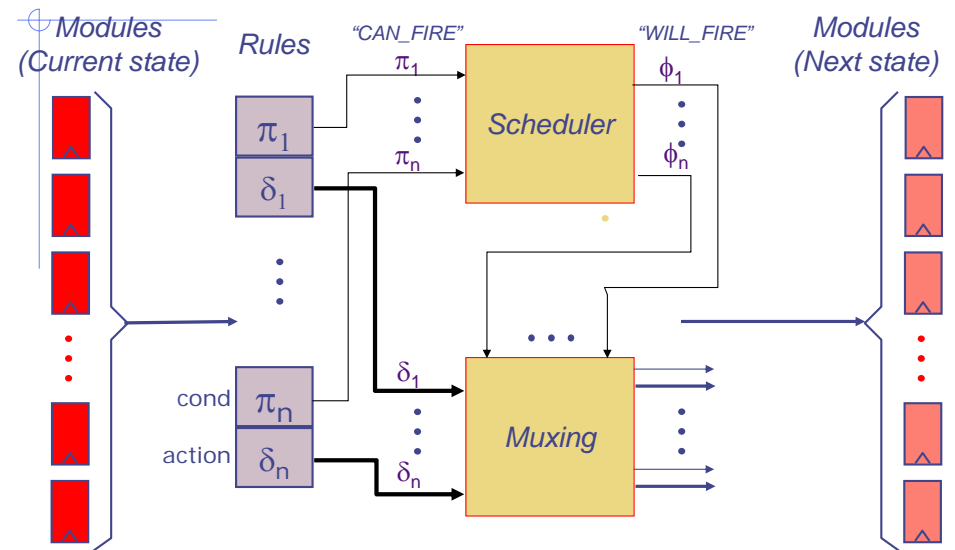 Modules
(Current state)
Rules
“CAN_FIRE”
“WILL_FIRE”
Modules
(Next state)
π1
δ1
cond
πn
action
δn
π1
πn
Scheduler
ϕ1
ϕn
δ1
δn
Muxing